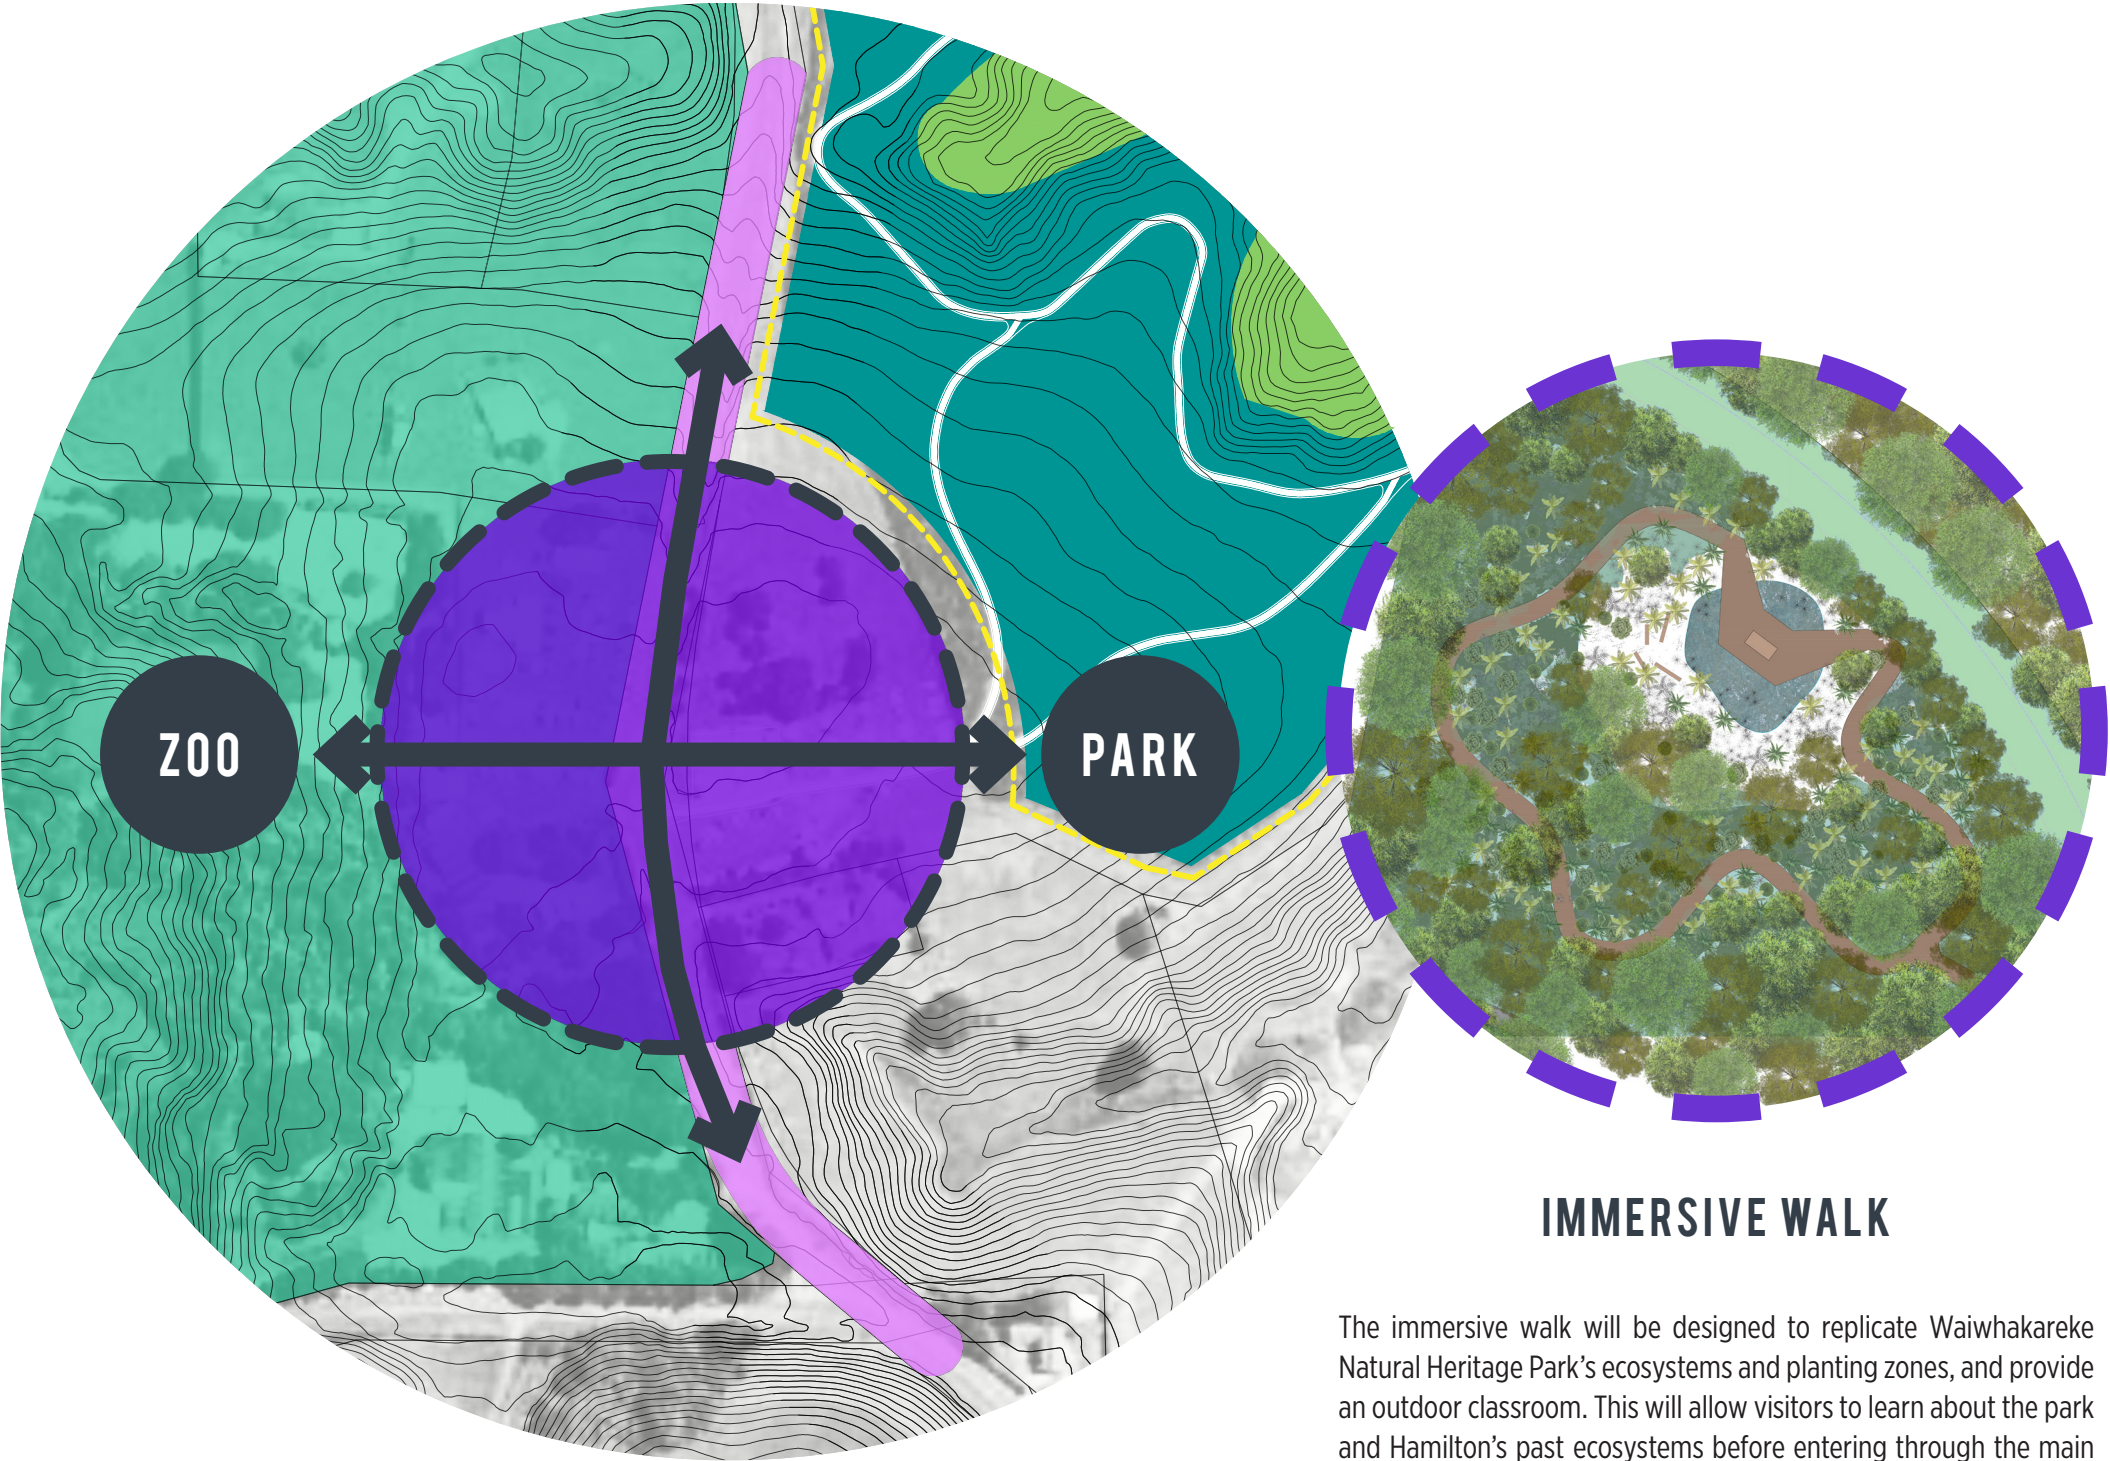 ZOO
PARK
IMMERSIVE WALK
The immersive walk will be designed to replicate Waiwhakareke
Natural Heritage Park’s ecosystems and planting zones, and provide
an outdoor classroom. This will allow visitors to learn about the park
and Hamilton’s past ecosystems before entering through the main